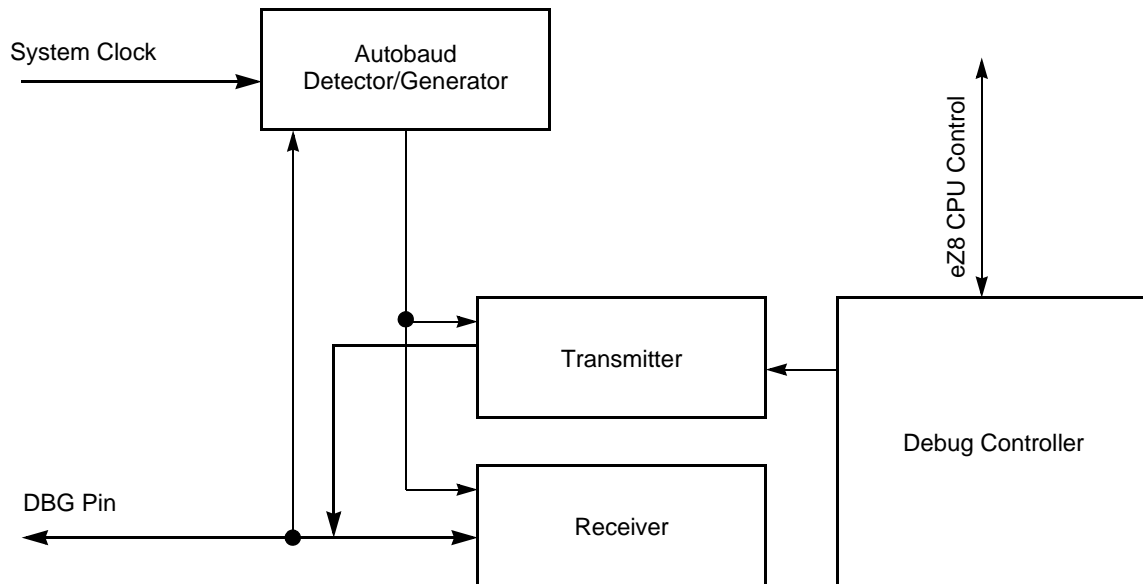 System Clock
Autobaud
Detector/Generator
eZ8 CPU Control
Transmitter
Debug Controller
DBG Pin
Receiver